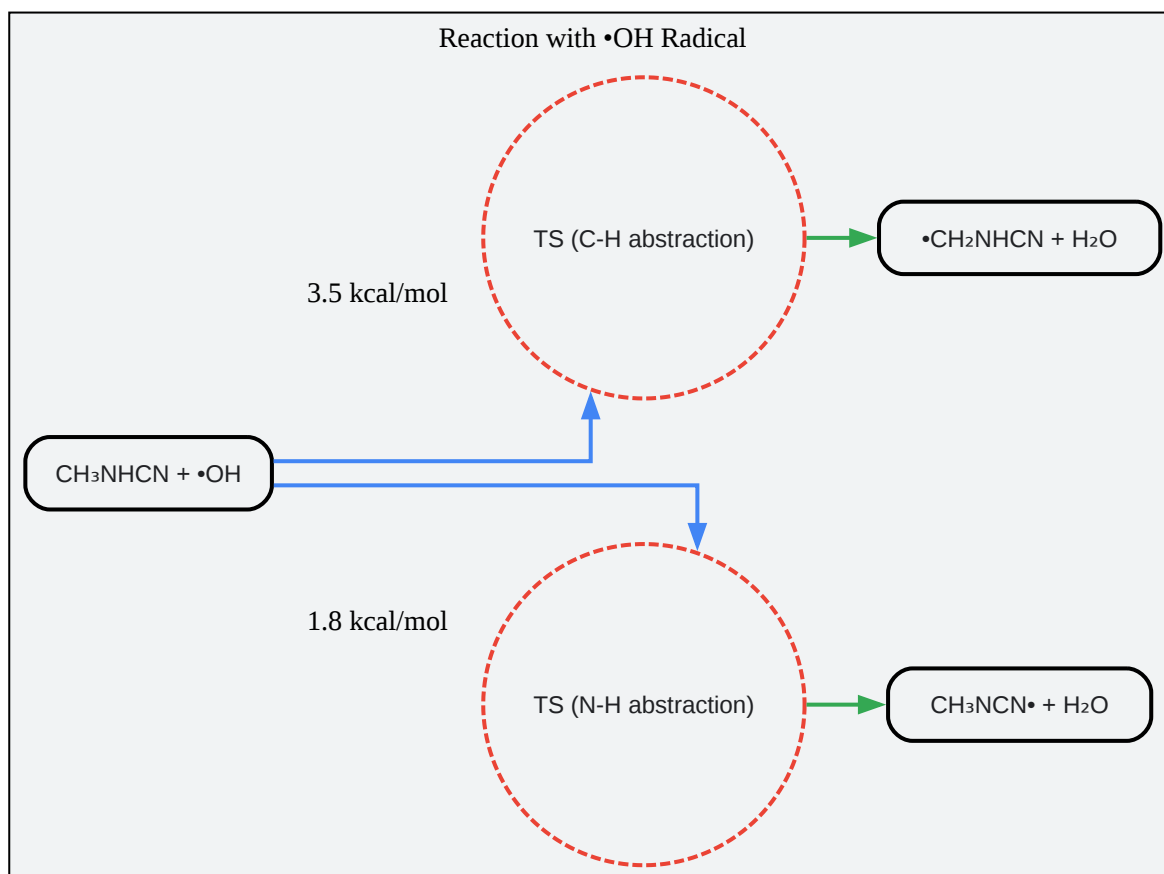 Reaction with •OH Radical
TS (C-H abstraction)
•CH₂NHCN + H₂O
3.5 kcal/mol
CH₃NHCN + •OH
1.8 kcal/mol
TS (N-H abstraction)
CH₃NCN• + H₂O